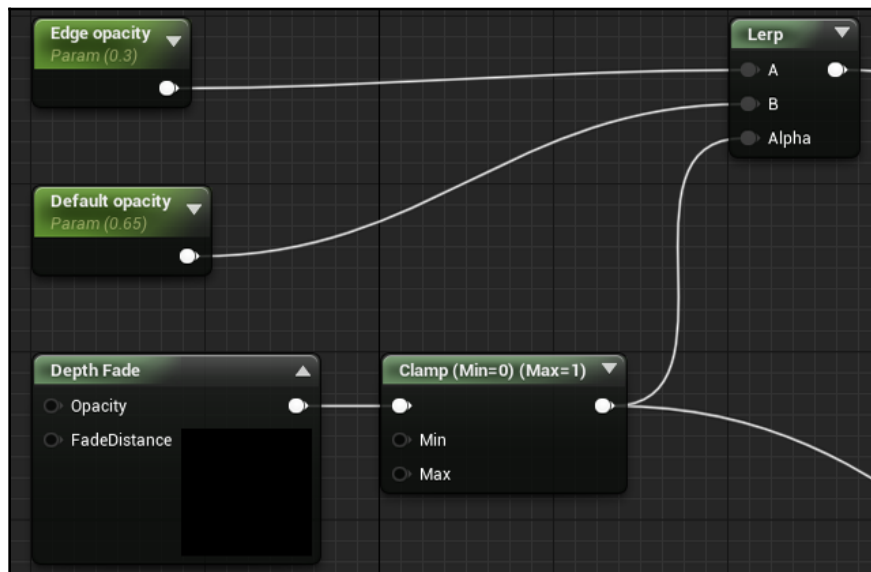 Edge opacity
Param (0.3)
Lerp
A
B
Alpha
Default opacity
Param (0.65)
Depth Fade
Opacity
FadeDistance
Clamp (Min=0) (Max=1)
Min
Max